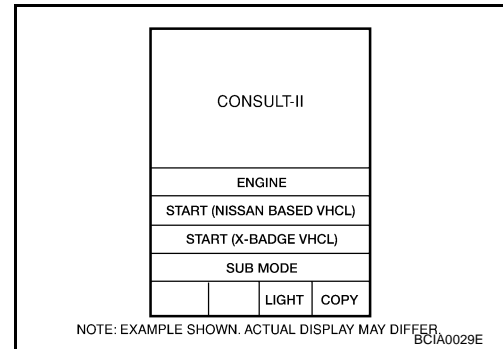 CONSULT-II
ENGINE
START (NISSAN BASED VHCL)
START (X-BADGE VHCL)
SUB MODE
LIGHT COPY
NOTE: EXAMPLE SHOWN. ACTUAL DISPLAY MAY DIFFER.
BCIA0029E